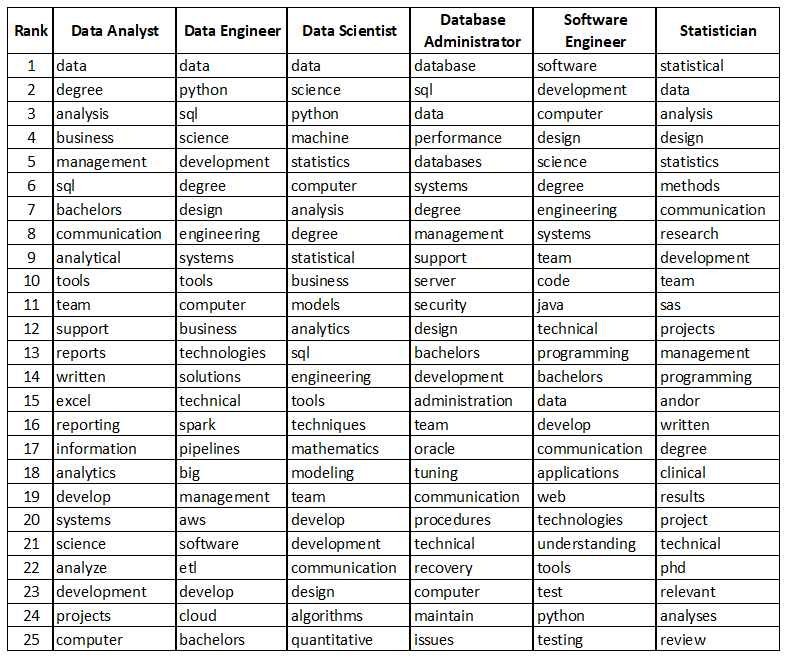 Rank Data Analyst Data Engineer Data Scientist Database Administrator Software Engineer Statistician
1 data data data database software statistical
2 degree python science sql development data
3 analysis sql python data computer analysis
4 business science machine performance design design
5 management development statistics databases science statistics
6 sql degree computer systems degree methods
7 bachelors design analysis degree engineering communication
8 communication engineering degree management systems research
9 analytical systems statistical support team development
10 tools tools business server code team
11 team computer models security java sas
12 support business analytics design technical projects
13 reports technologies sql bachelors programming management
14 written solutions engineering development bachelors programming
15 excel technical tools administration data andor
16 reporting spark techniques team develop written
17 information pipelines mathematics oracle communication degree
18 analytics big modeling tuning applications clinical
19 develop management team communication web results
20 systems aws develop procedures technologies project
21 science software development technical understanding technical
22 analyze etl communication recovery tools phd
23 development develop design computer test relevant
24 projects cloud algorithms maintain python analyses
25 computer bachelors quantitative issues testing review